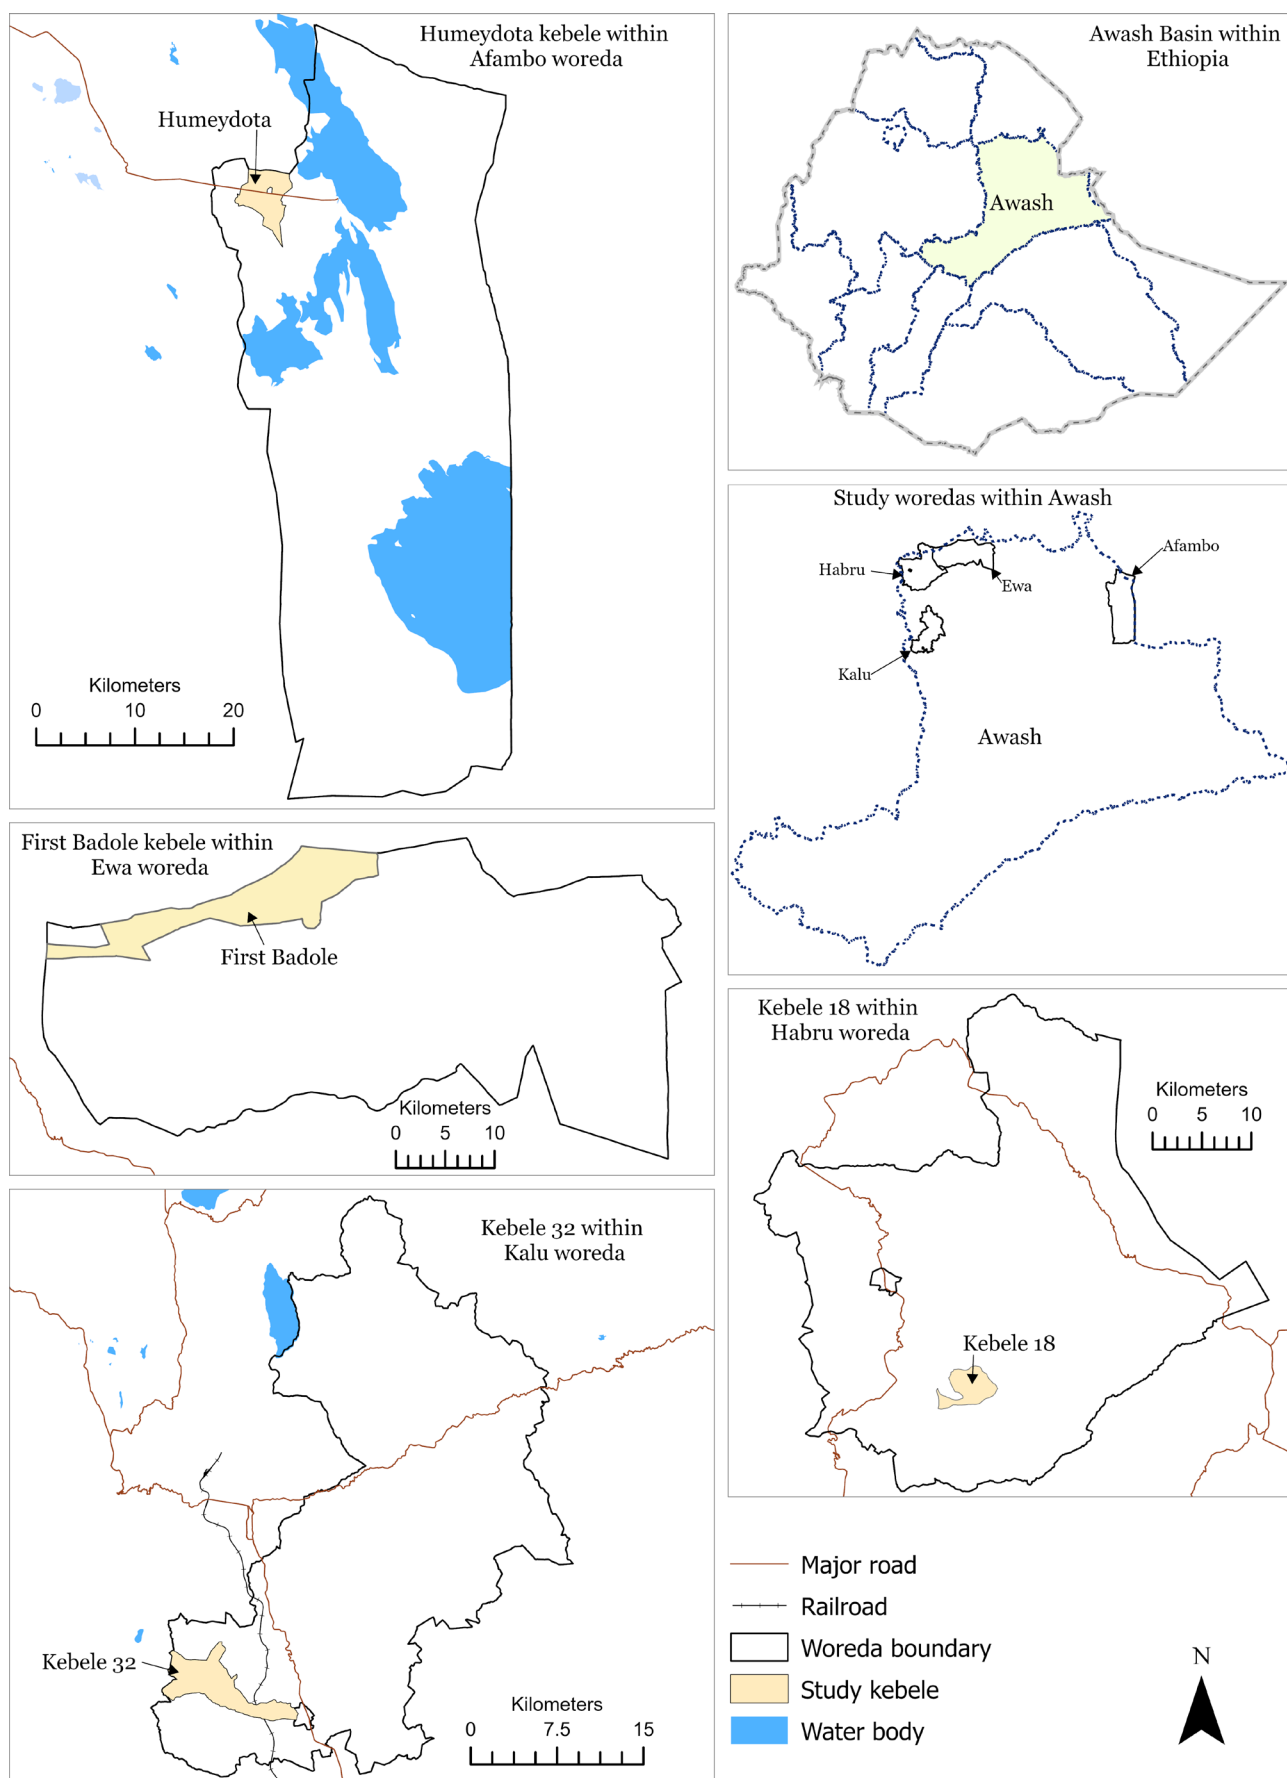 Humeydota kebele within
Afambo woreda
Humeydota
Kilometers
0 10 20
Awash Basin within
Ethiopia
Awash
Study woredas within Awash
Habru
Ewa
Afambo
Kalu
Awash
First Badole kebele within
Ewa woreda
First Badole
Kilometers
0 5 10
Kebele 18 within
Habru woreda
Kilometers
0 5 10
Kebele 18
Kebele 32 within
Kalu woreda
Kebele 32
Kilometers
0 7.5 15
Major road
Railroad
Woreda boundary
Study kebele
Water body
N